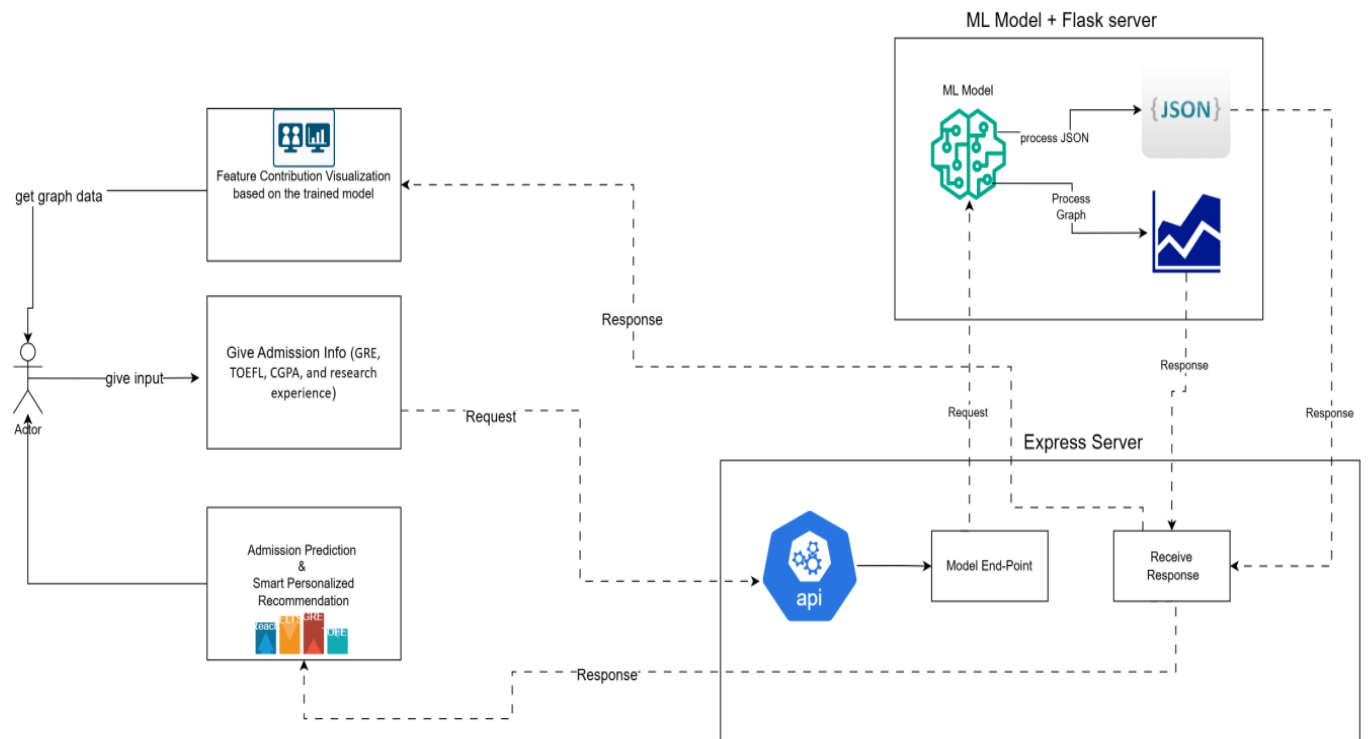 ML Model + Flask server
ML Model
process JSON
{JSON}
Process
Graph
Feature Contribution Visualization
based on the trained model
get graph data
Response
Give Admission Info (GRE,
TOEFL, CGPA, and research
experience)
give input
Actor
Request
Response
Request
Response
Express Server
api
Model End-Point
Receive
Response
Admission Prediction
&
Smart Personalized
Recommendation
GRE
Response